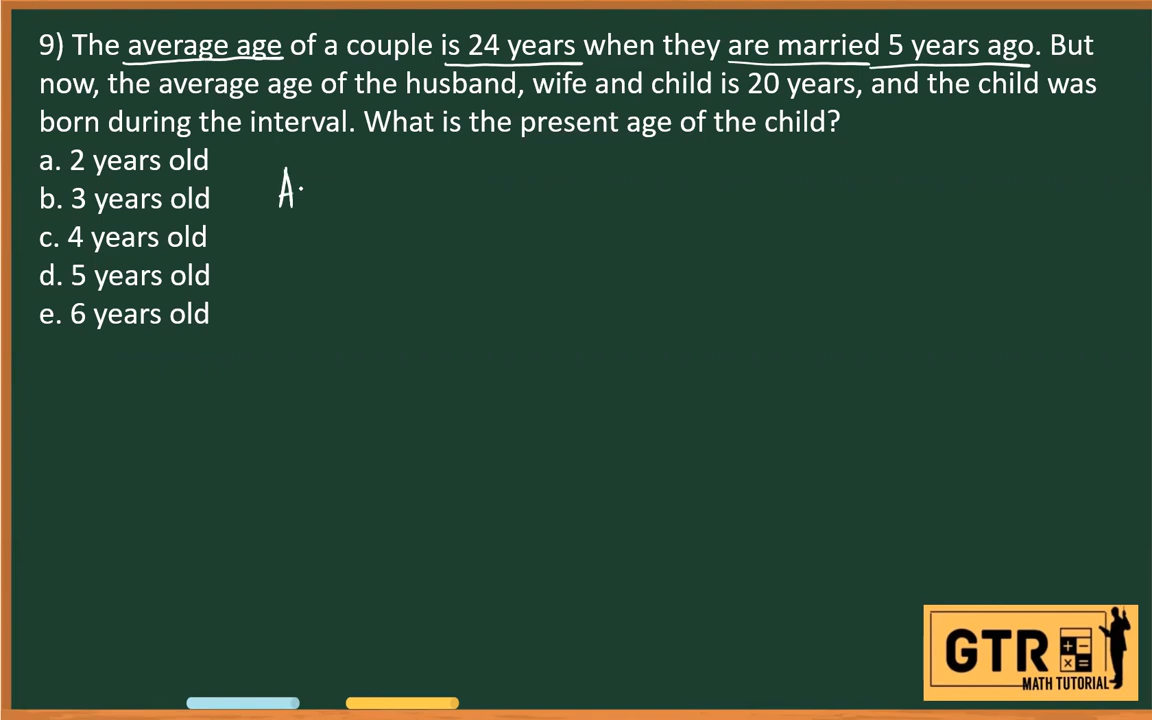 9) The average age of a couple is 24 years when they are married 5 years ago. But
now, the average age of the husband, wife and child is 20 years, and the child was
born during the interval. What is the present age of the child?
a. 2 years old
b. 3 years old
A.
c. 4 years old
d. 5 years old
e. 6 years old
GTR
MATH TUTORIAL